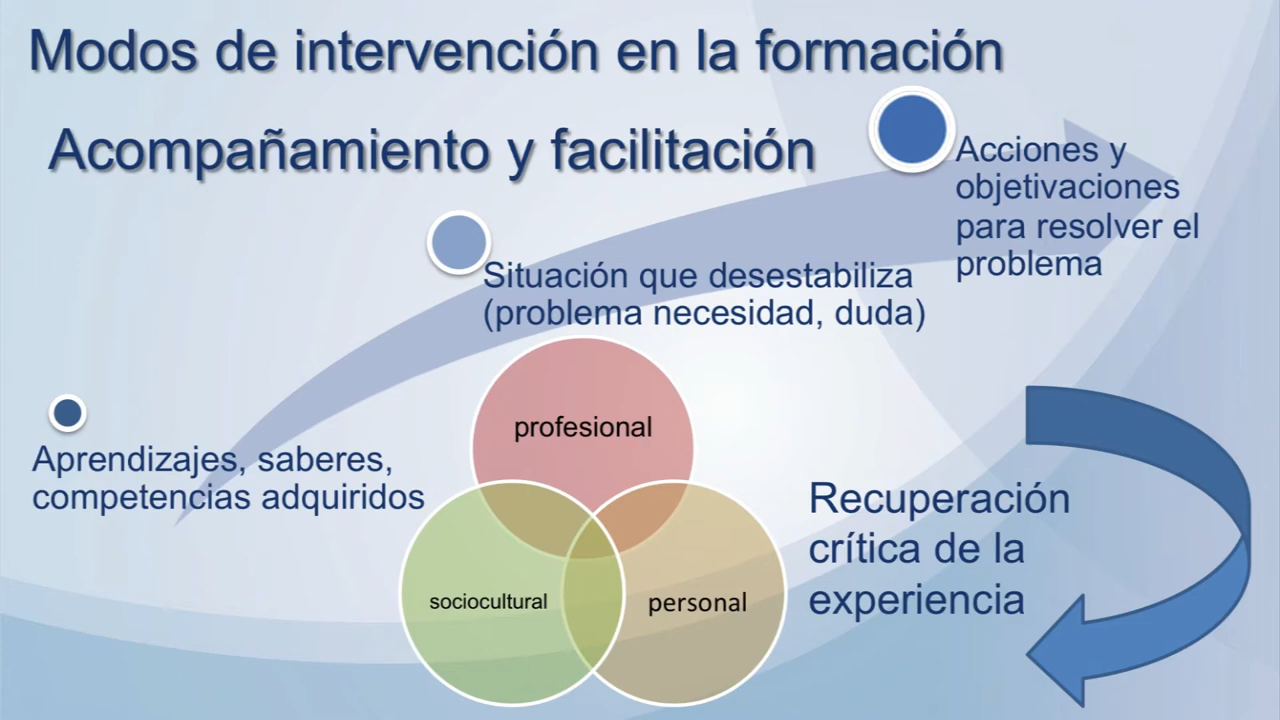 Modos de intervención en la formación
Acompañamiento y facilitación
Acciones y
objetivaciones
para resolver el
problema
Situación que desestabiliza
(problema necesidad, duda)
Aprendizajes, saberes,
competencias adquiridos
profesional
sociocultural
personal
Recuperación
crítica de la
experiencia